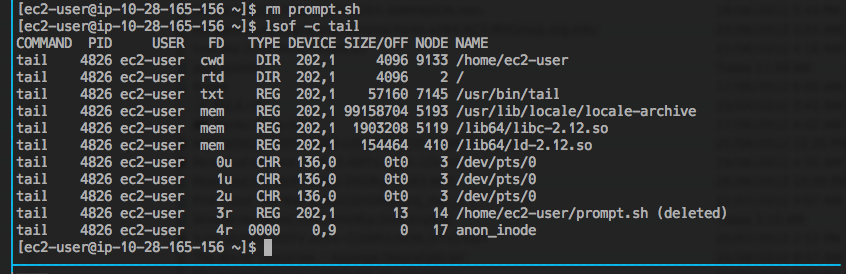 [ec2-user@ip-10-28-165-156 ~]$ rm prompt.sh
[ec2-user@ip-10-28-165-156 ~]$ lsof -c tail
COMMAND  PID     USER   FD   TYPE DEVICE SIZE/OFF NODE NAME
tail    4826 ec2-user  cwd    DIR  202,1     4096 9133 /home/ec2-user
tail    4826 ec2-user  rtd    DIR  202,1     4096    2 /
tail    4826 ec2-user  txt    REG  202,1    57160 7145 /usr/bin/tail
tail    4826 ec2-user  mem    REG  202,1 99158704 5193 /usr/lib/locale/locale-archive
tail    4826 ec2-user  mem    REG  202,1  1903208 5119 /lib64/libc-2.12.so
tail    4826 ec2-user  mem    REG  202,1   154464  410 /lib64/ld-2.12.so
tail    4826 ec2-user    0u   CHR  136,0      0t0    3 /dev/pts/0
tail    4826 ec2-user    1u   CHR  136,0      0t0    3 /dev/pts/0
tail    4826 ec2-user    2u   CHR  136,0      0t0    3 /dev/pts/0
tail    4826 ec2-user    3r   REG  202,1       13   14 /home/ec2-user/prompt.sh (deleted)
tail    4826 ec2-user    4r  0000    0,9        0   17 anon_inode
[ec2-user@ip-10-28-165-156 ~]$